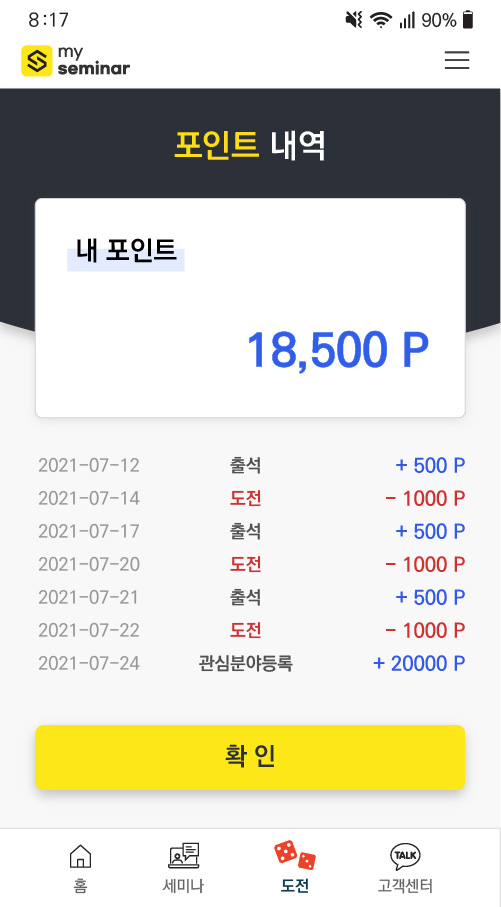 8:17 90%
my
seminar
포인트 내역
내 포인트
18,500 P
2021-07-12 출석 + 500 P
2021-07-14 도전 - 1000 P
2021-07-17 출석 + 500 P
2021-07-20 도전 - 1000 P
2021-07-21 출석 + 500 P
2021-07-22 도전 - 1000 P
2021-07-24 관심분야등록 + 20000 P
확 인
TALK
홈 세미나 도전 고객센터